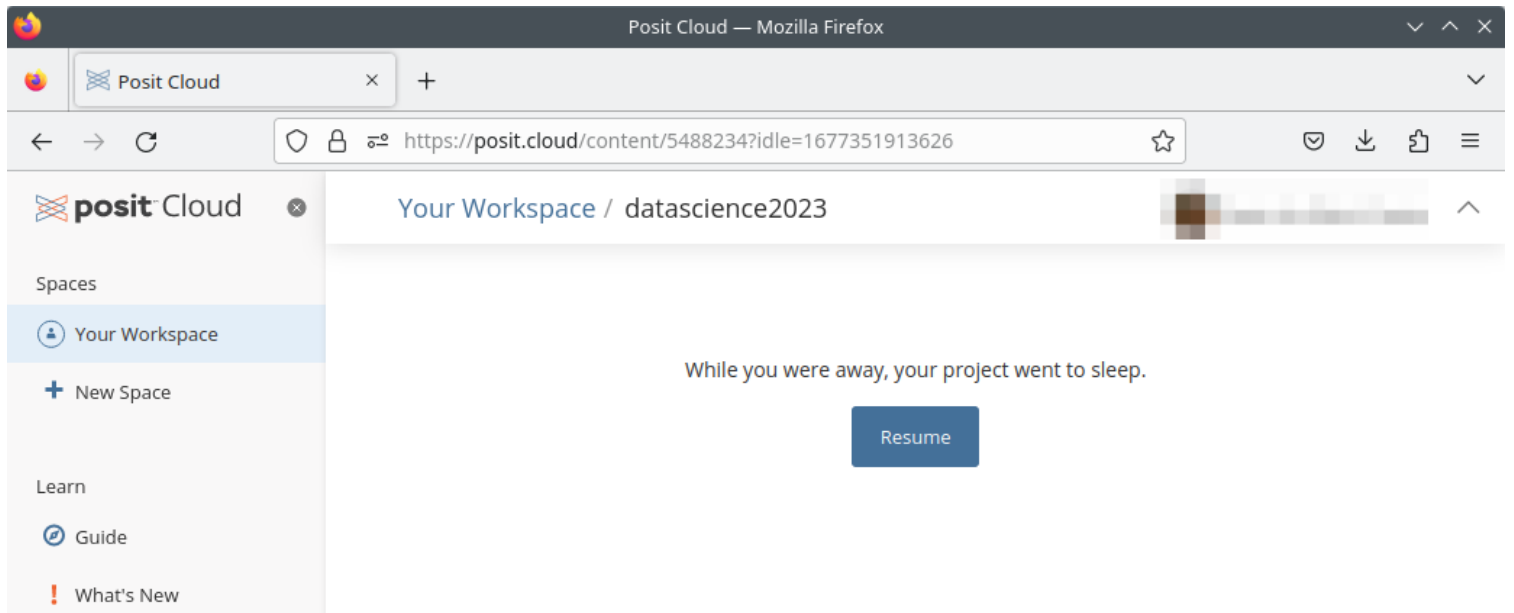 Posit Cloud — Mozilla Firefox
Posit Cloud
https://posit.cloud/content/5488234?idle=1677351913626
posit Cloud
Your Workspace / datascience2023
Spaces
Your Workspace
New Space
Learn
Guide
What's New
While you were away, your project went to sleep.
Resume